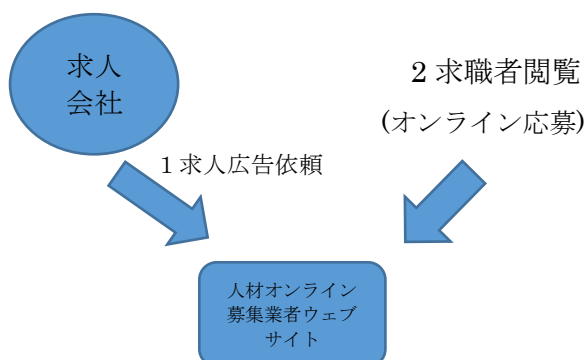 求人
会社
2 求職者閲覧
(オンライン応募)
1 求人広告依頼
人材オンライン
募集業者ウェブ
サイト